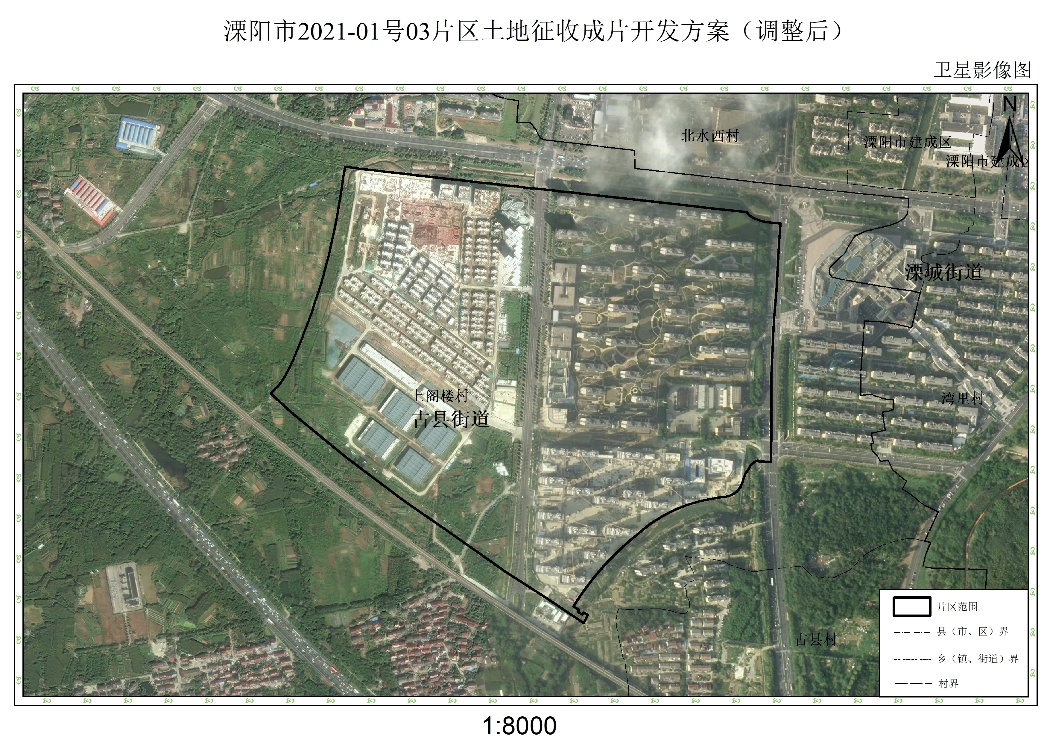 溧阳市2021-01号03片区土地征收成片开发方案（调整后）
卫星影像图
N
北水西村
溧阳市建成区
溧阳市建成区
溧城街道
上阁楼村
古县街道
湾里村
古县村
片区范围
县（市、区）界
乡（镇、街道）界
村界
1:8000